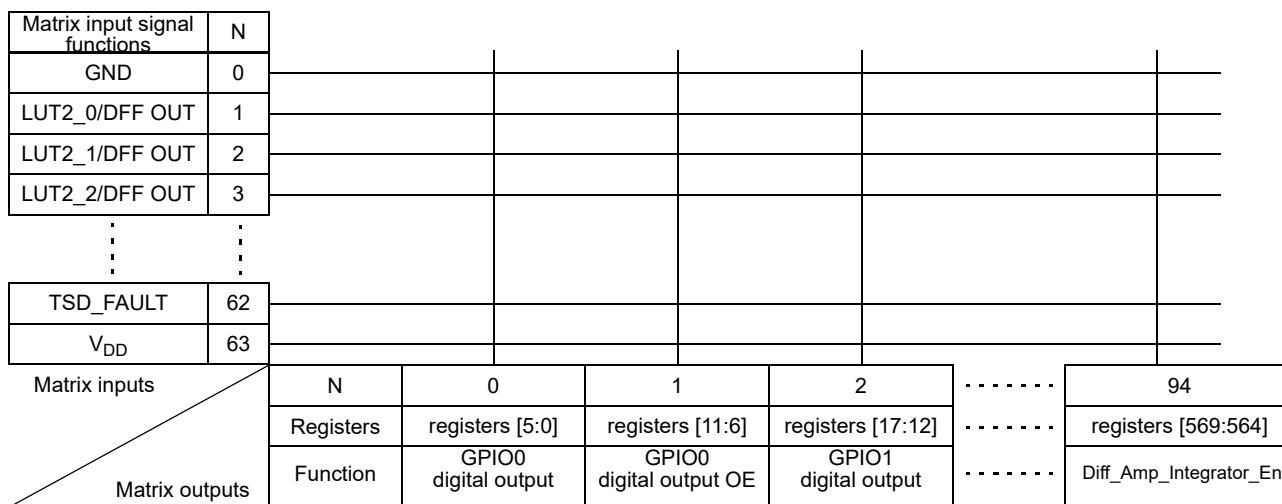 Matrix input signal functions N
GND 0
LUT2_0/DFF OUT 1
LUT2_1/DFF OUT 2
LUT2_2/DFF OUT 3
TSD_FAULT 62
VDD 63
Matrix inputs
Matrix outputs
N 0 1 2 94
Registers registers [5:0] registers [11:6] registers [17:12] registers [569:564]
Function GPIO0 digital output GPIO0 digital output OE GPIO1 digital output Diff_Amp_Integrator_En